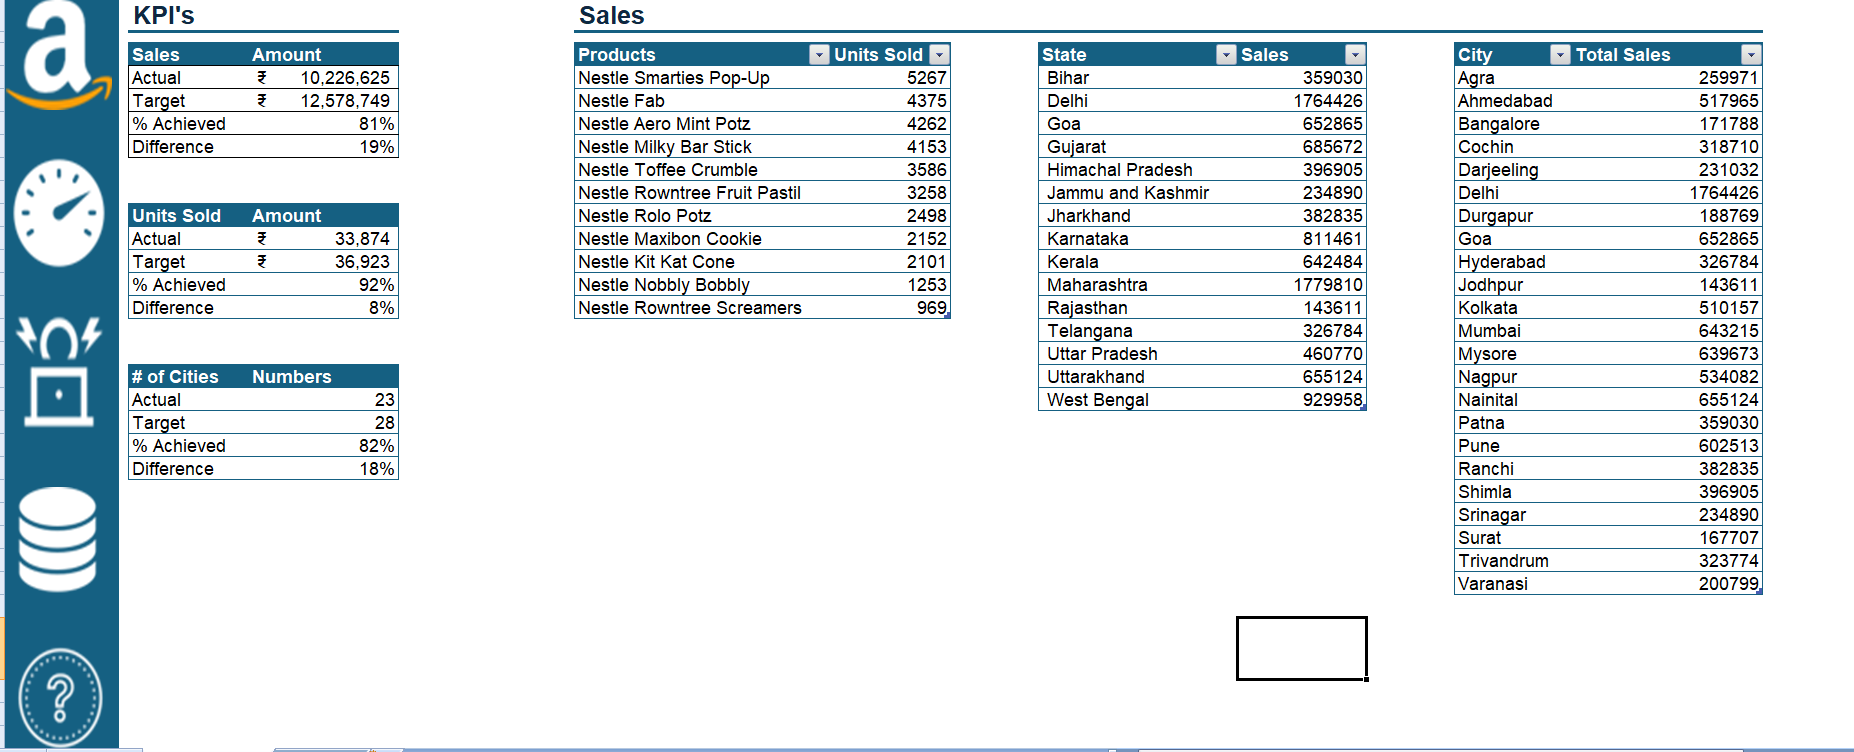 a
KPI's
Sales Amount
Actual ₹ 10,226,625
Target ₹ 12,578,749
% Achieved 81%
Difference 19%
Units Sold Amount
Actual ₹ 33,874
Target ₹ 36,923
% Achieved 92%
Difference 8%
# of Cities Numbers
Actual 23
Target 28
% Achieved 82%
Difference 18%
?
Sales
Products Units Sold
Nestle Smarties Pop-Up 5267
Nestle Fab 4375
Nestle Aero Mint Potz 4262
Nestle Milky Bar Stick 4153
Nestle Toffee Crumble 3586
Nestle Rowntree Fruit Pastil 3258
Nestle Rolo Potz 2498
Nestle Maxibon Cookie 2152
Nestle Kit Kat Cone 2101
Nestle Nobbly Bobbly 1253
Nestle Rowntree Screamers 969
State Sales
Bihar 359030
Delhi 1764426
Goa 652865
Gujarat 685672
Himachal Pradesh 396905
Jammu and Kashmir 234890
Jharkhand 382835
Karnataka 811461
Kerala 642484
Maharashtra 1779810
Rajasthan 143611
Telangana 326784
Uttar Pradesh 460770
Uttarakhand 655124
West Bengal 929958
City Total Sales
Agra 259971
Ahmedabad 517965
Bangalore 171788
Cochin 318710
Darjeeling 231032
Delhi 1764426
Durgapur 188769
Goa 652865
Hyderabad 326784
Jodhpur 143611
Kolkata 510157
Mumbai 643215
Mysore 639673
Nagpur 534082
Nainital 655124
Patna 359030
Pune 602513
Ranchi 382835
Shimla 396905
Srinagar 234890
Surat 167707
Trivandrum 323774
Varanasi 200799